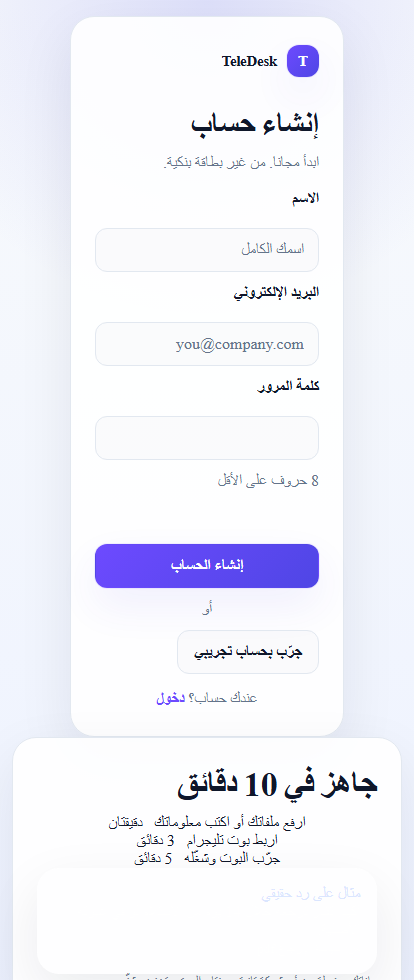 TeleDesk T
إنشاء حساب
ابدأ مجانا. من غير بطاقة بنكية.
الاسم
اسمك الكامل
البريد الإلكتروني
you@company.com
كلمة المرور
8 حروف على الأقل
إنشاء الحساب
أو
جرّب بحساب تجريبي
عندك حساب؟ دخول
جاهز في 10 دقائق
ارفع ملفاتك أو اكتب معلوماتك دقيقتان
اربط بوت تليجرام 3 دقائق
جرّب البوت وشغّله 5 دقائق
مثال على رد حقيقي